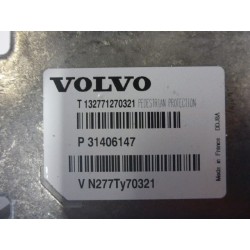 VOLVO
T 132771270321 PEDESTRIAN PROTECTION
P 31406147
V N277Ty70321
Made in France